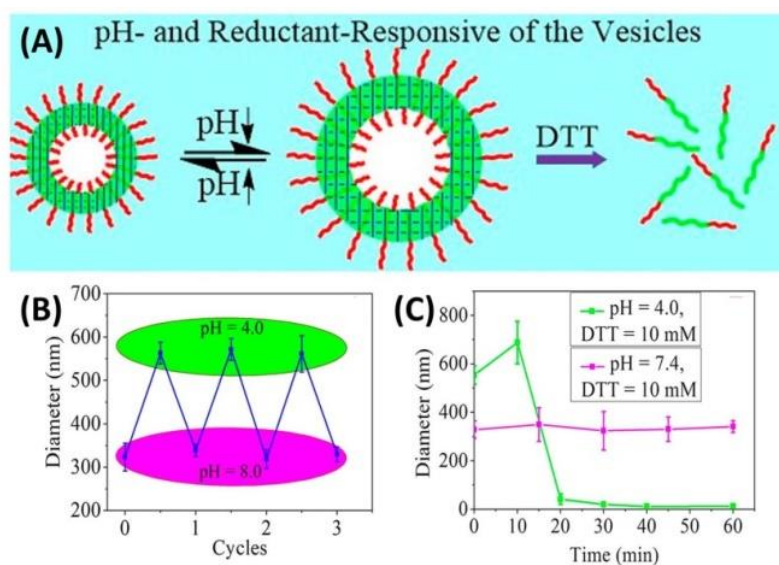 (A) pH- and Reductant-Responsive of the Vesicles
pH↓
pH↑
DTT
(B)
700
600
500
400
300
200
Diameter (nm)
pH = 4.0
pH = 8.0
0 1 2 3
Cycles
(C)
800
600
400
200
0
Diameter (nm)
pH = 4.0,
DTT = 10 mM
pH = 7.4,
DTT = 10 mM
0 10 20 30 40 50 60
Time (min)